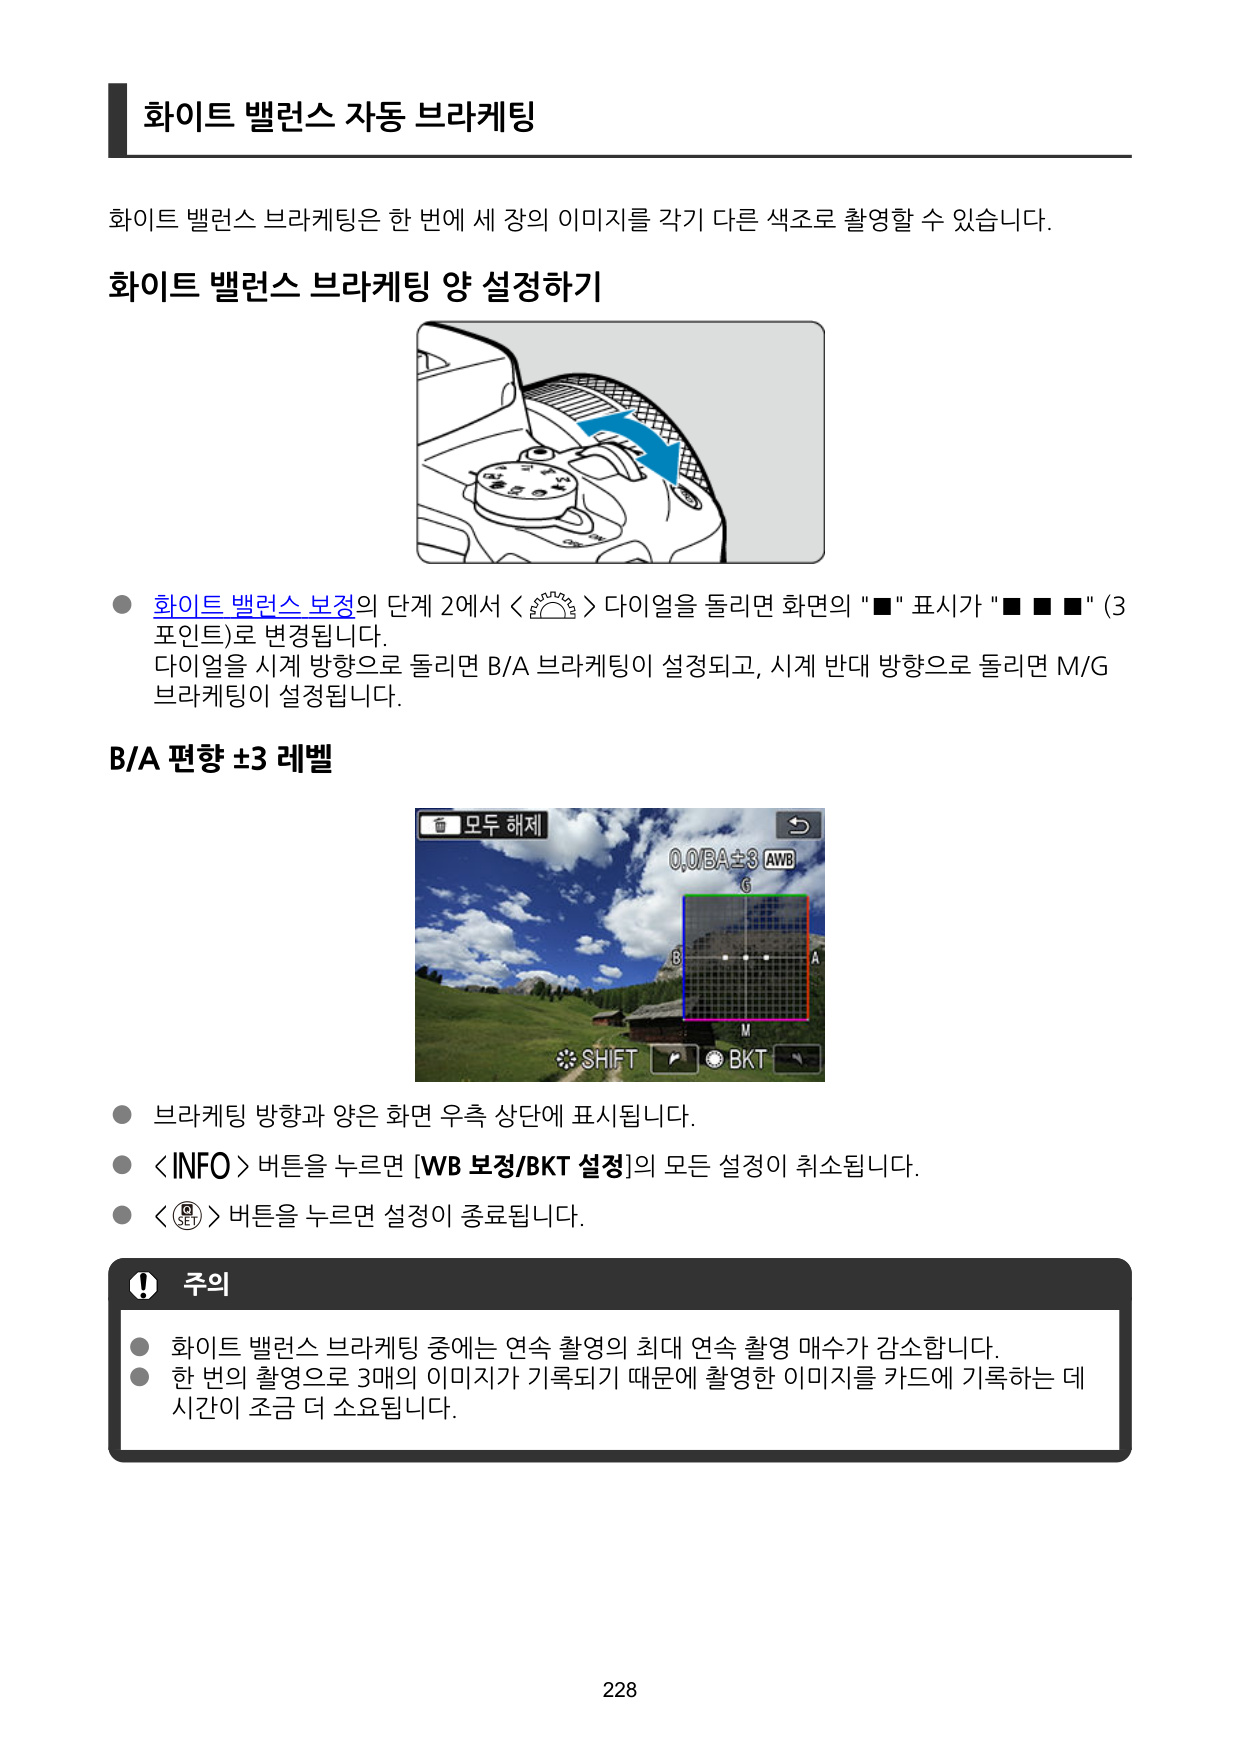 화이트 밸런스 자동 브라케팅
화이트 밸런스 브라케팅은 한 번에 세 장의 이미지를 각기 다른 색조로 촬영할 수 있습니다.
화이트 밸런스 브라케팅 양 설정하기
ON
OFF
● 화이트 밸런스 보정의 단계 2에서 < > 다이얼을 돌리면 화면의 "■" 표시가 "■ ■ ■" (3
포인트)로 변경됩니다.
다이얼을 시계 방향으로 돌리면 B/A 브라케팅이 설정되고, 시계 반대 방향으로 돌리면 M/G
브라케팅이 설정됩니다.
B/A 편향 ±3 레벨
모두 해제
0,0/BA±3 AWB
G
B
A
M
SHIFT BKT
● 브라케팅 방향과 양은 화면 우측 상단에 표시됩니다.
● <INFO> 버튼을 누르면 [WB 보정/BKT 설정]의 모든 설정이 취소됩니다.
● <Q SET> 버튼을 누르면 설정이 종료됩니다.
주의
● 화이트 밸런스 브라케팅 중에는 연속 촬영의 최대 연속 촬영 매수가 감소합니다.
● 한 번의 촬영으로 3매의 이미지가 기록되기 때문에 촬영한 이미지를 카드에 기록하는 데
시간이 조금 더 소요됩니다.
228